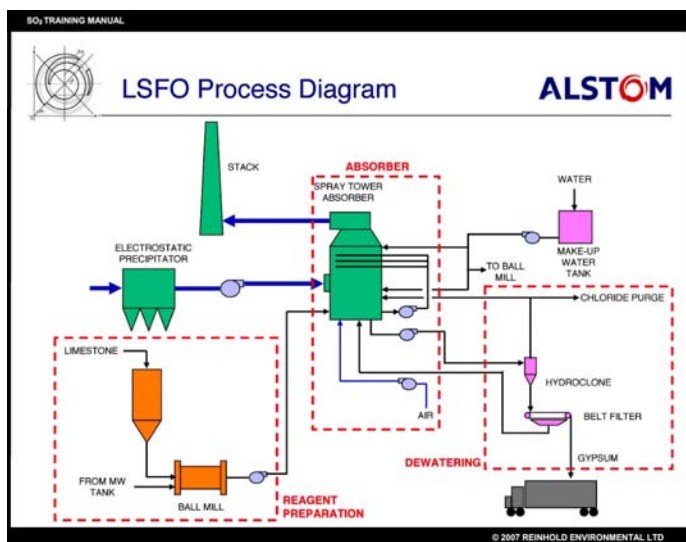 SO₂ TRAINING MANUAL
LSFO Process Diagram
ALSTOM
STACK
ABSORBER
SPRAY TOWER
ABSORBER
WATER
ELECTROSTATIC
PRECIPITATOR
MAKE-UP
WATER
TANK
TO BALL
MILL
CHLORIDE PURGE
LIMESTONE
HYDROCLONE
AIR
BELT FILTER
DEWATERING
GYPSUM
FROM MW
TANK
BALL MILL
REAGENT
PREPARATION
© 2007 REINHOLD ENVIRONMENTAL LTD